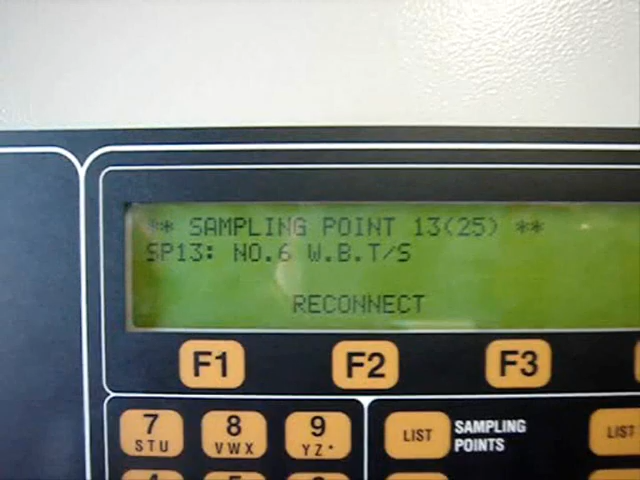 ** SAMPLING POINT 13(25) **
SP13: NO.6 W.B.T/S
RECONNECT
F1 F2 F3
7 8 9 LIST SAMPLING POINTS LIST
STU VWX YZ*